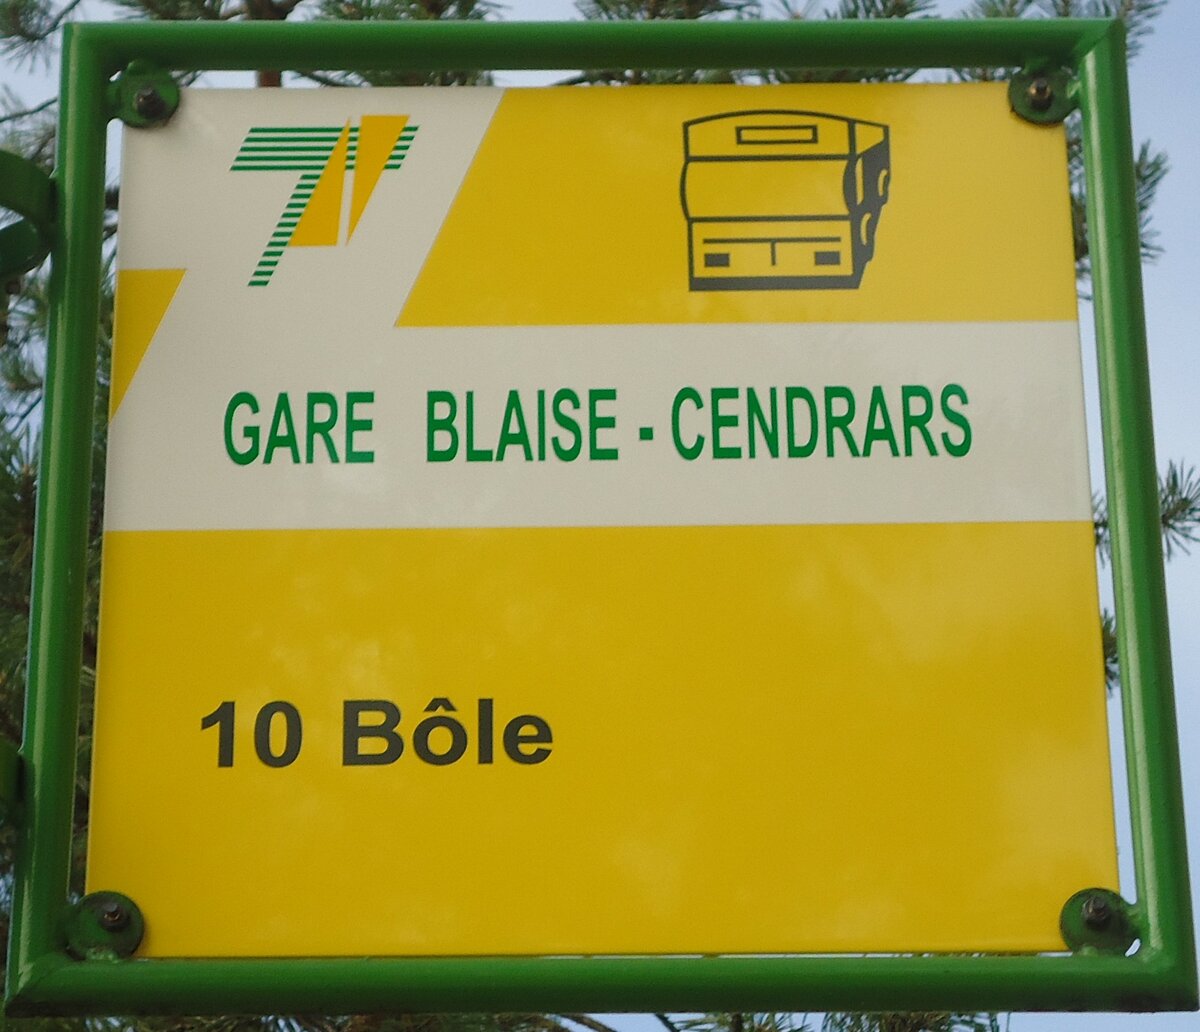 GARE BLAISE - CENDRARS
10 Bôle